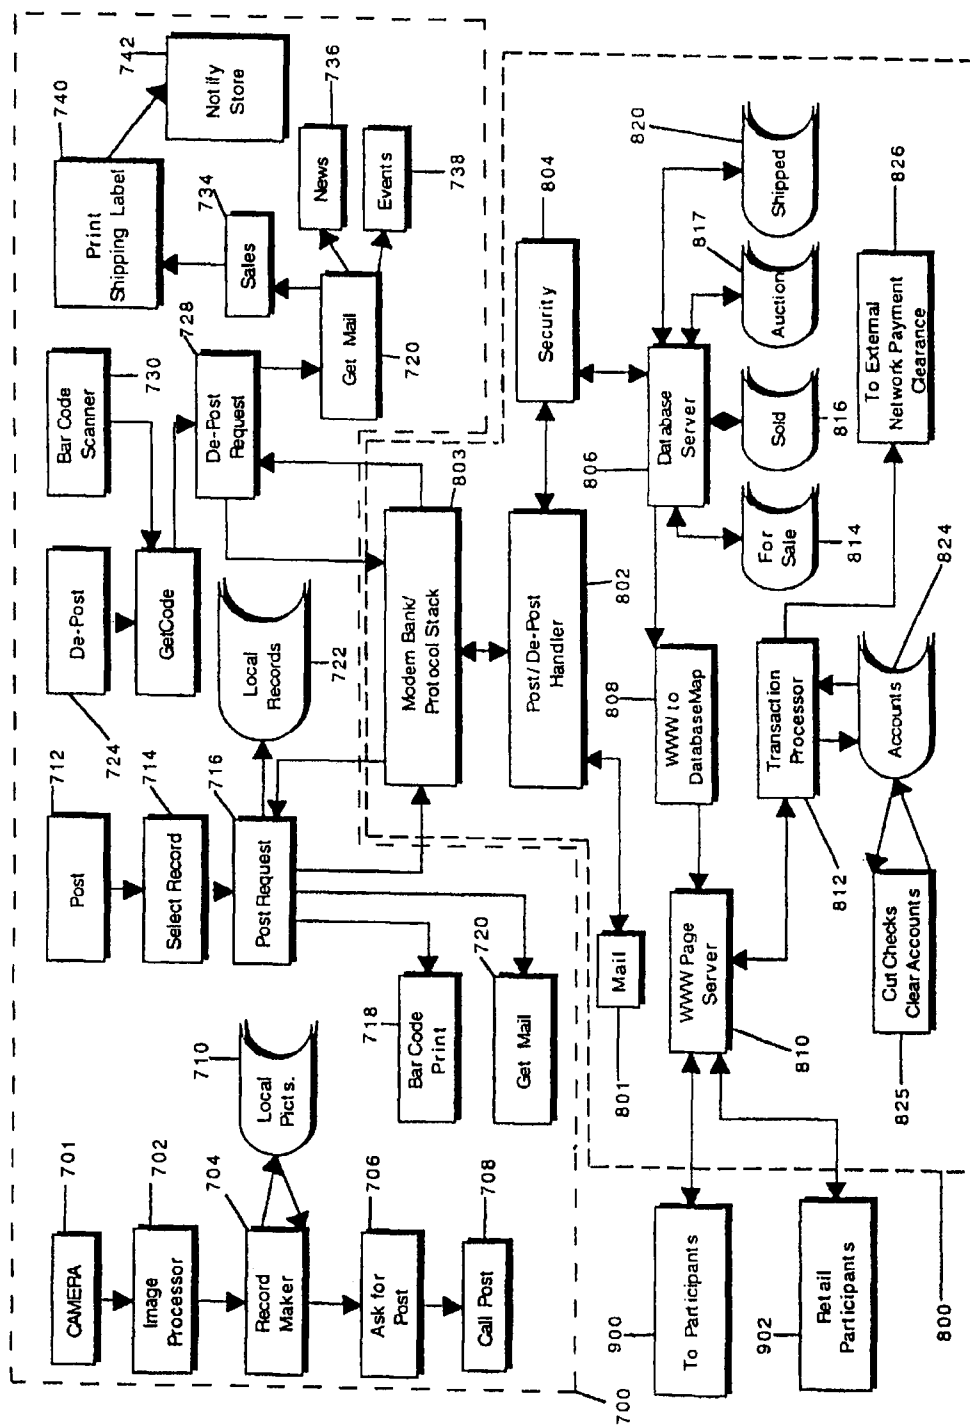 CAMERA
701
Image
Processor
702
Record
Maker
704
Local
Picts.
710
Ask for
Post
706
Call Post
708
700
Post
712
Select Record
714
Post Request
716
Bar Code
Print
718
Get Mail
720
Local
Records
722
De-Post
724
GetCode
Bar Code
Scanner
730
De-Post
Request
728
Get Mail
720
Sales
734
News
736
Events
738
Print
Shipping Label
740
Notify
Store
742
Modem Bank/
Protocol Stack
803
Post/ De-Post
Handler
802
Security
804
Mail
801
Database
Server
806
WWW to
DatabaseMap
808
WWW Page
Server
810
For
Sale
814
Sold
816
Auction
817
Shipped
820
Transaction
Processor
812
Accounts
824
Cut Checks
Clear Accounts
825
To External
Network Payment
Clearance
826
To Participants
900
Retail
Participants
902
800